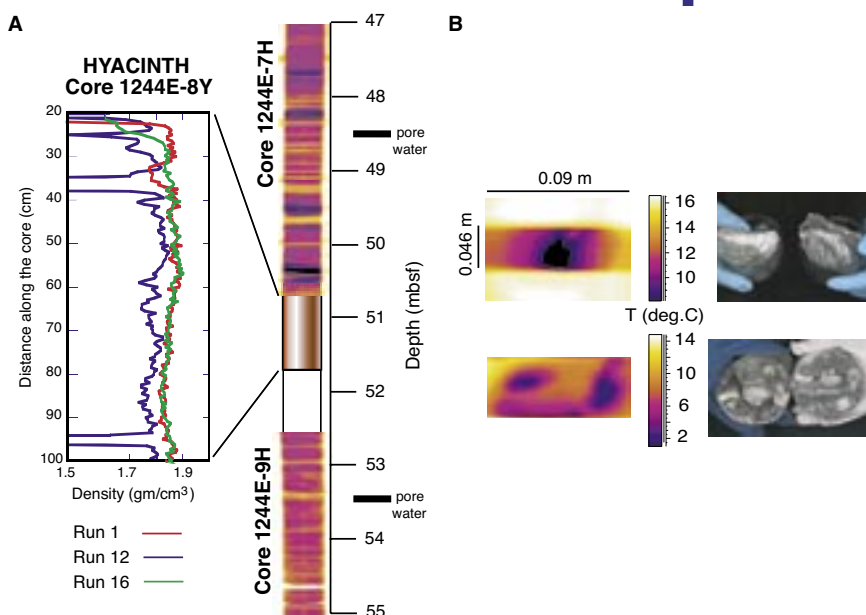 A
HYACINTH
Core 1244E-8Y
20
30
40
50
60
70
80
90
100
Distance along the core (cm)
1.5
1.7
1.9
Density (gm/cm³)
Run 1
Run 12
Run 16
Core 1244E-7H
Core 1244E-9H
47
48
pore
water
49
50
51
52
53
pore
water
54
55
Depth (mbsf)
B
0.09 m
0.046 m
16
14
12
10
T (deg.C)
14
10
6
2